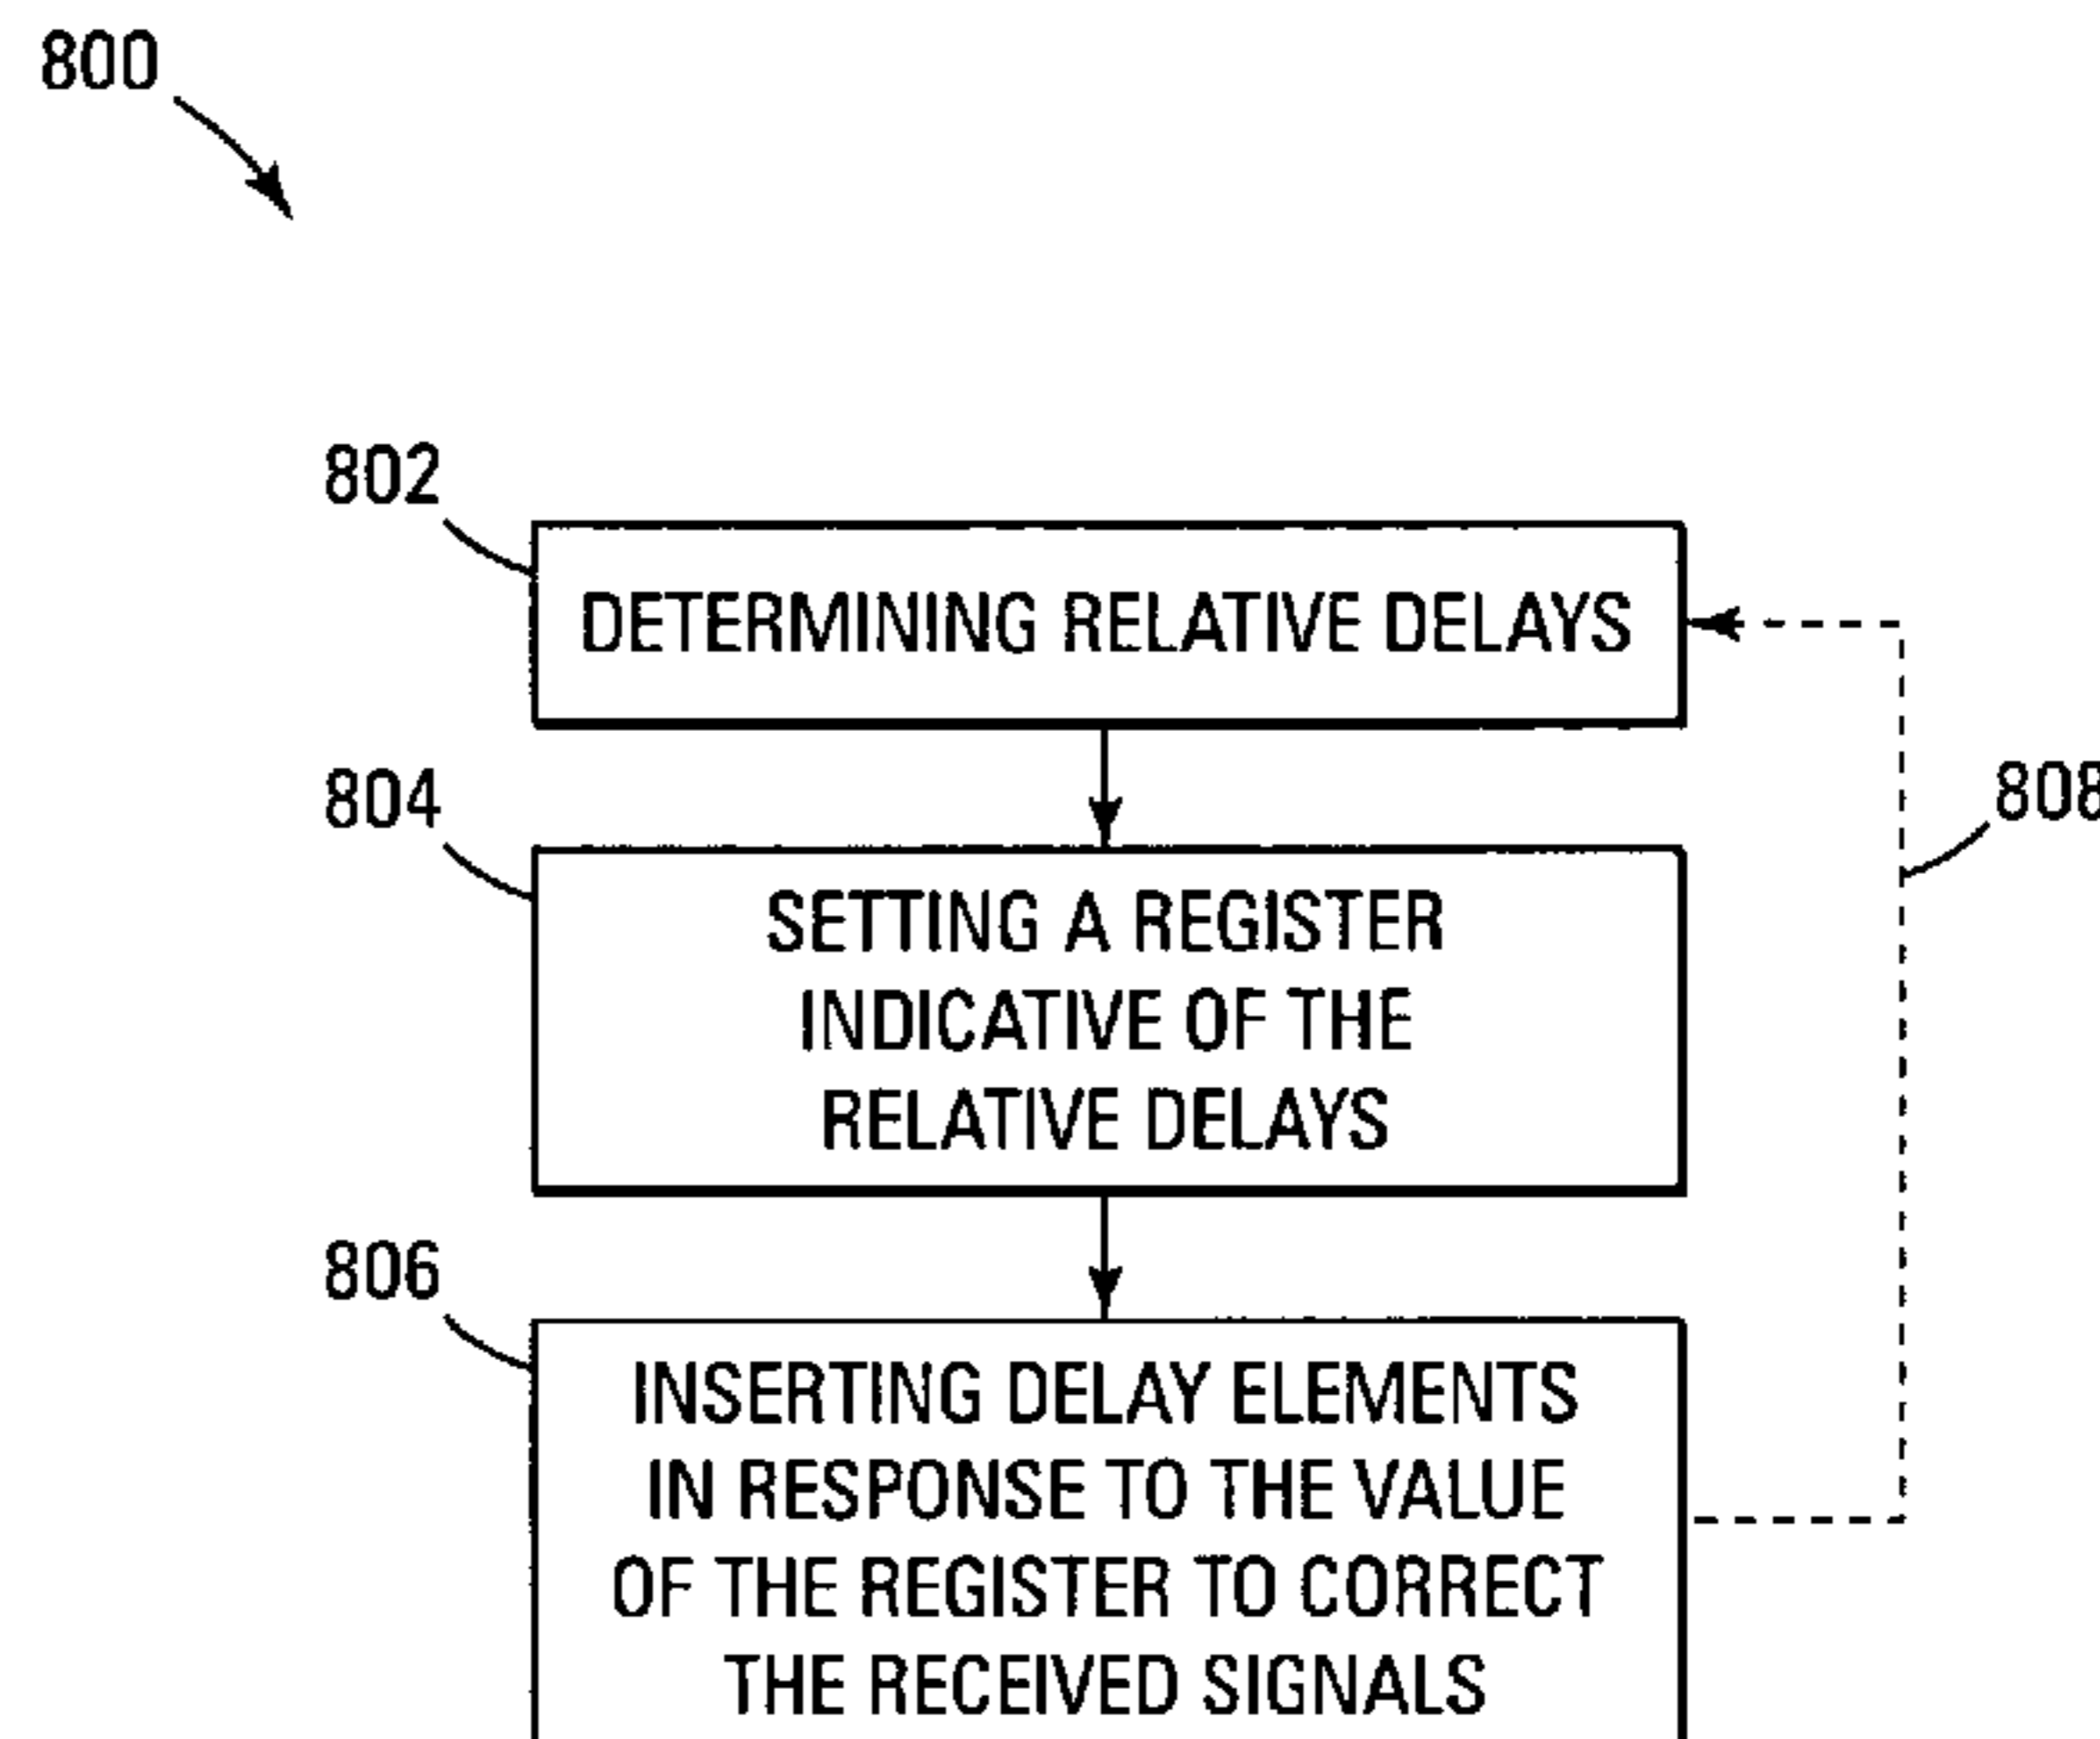 800
802
DETERMINING RELATIVE DELAYS
804
808
SETTING A REGISTER
INDICATIVE OF THE
RELATIVE DELAYS
806
INSERTING DELAY ELEMENTS
IN RESPONSE TO THE VALUE
OF THE REGISTER TO CORRECT
THE RECEIVED SIGNALS